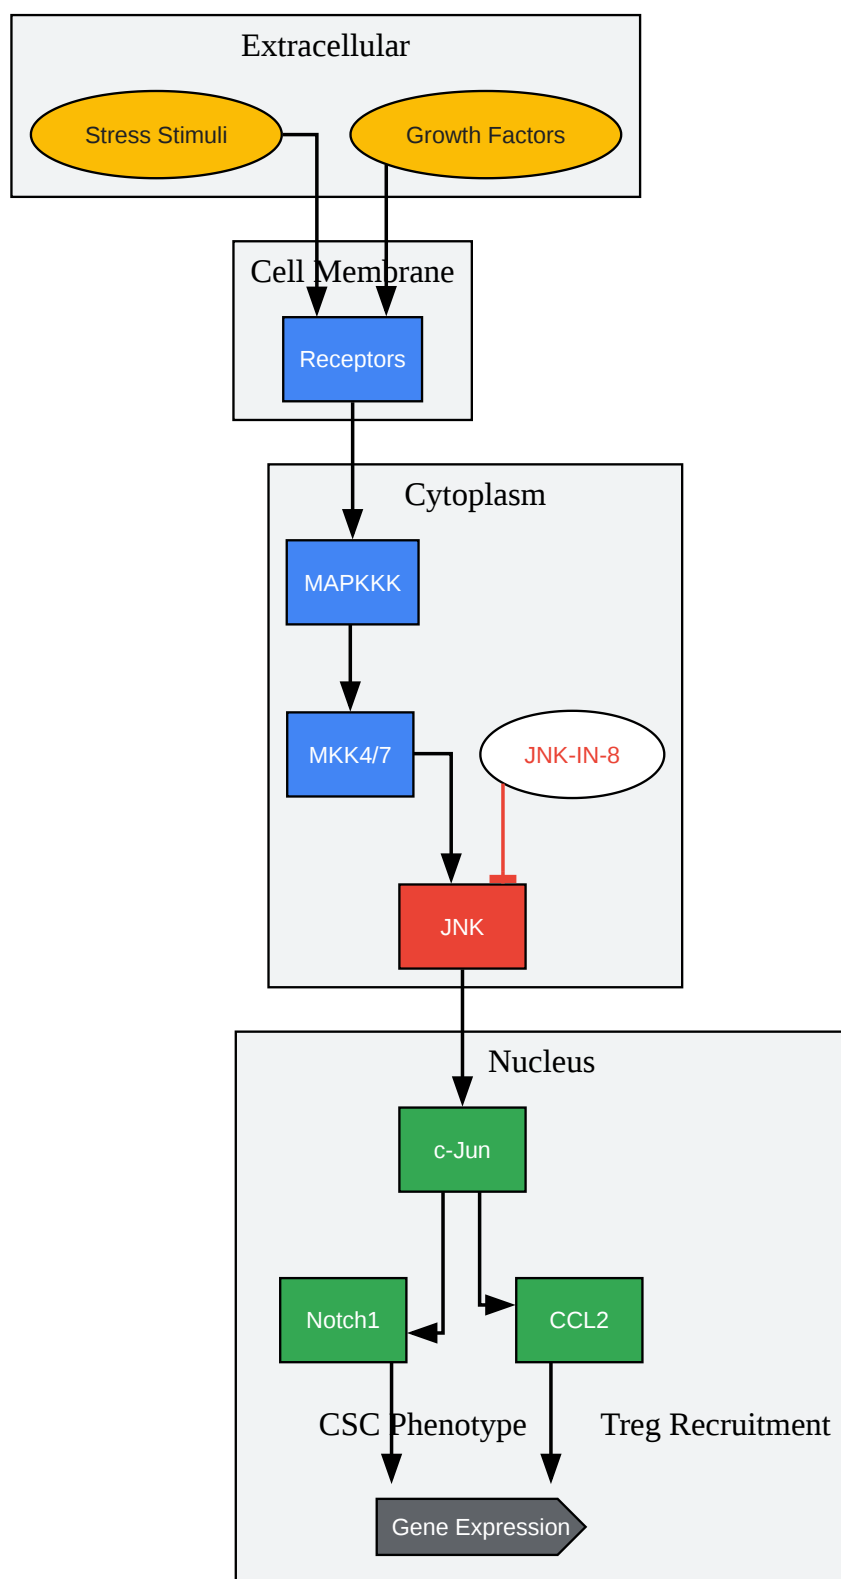 Extracellular
Stress Stimuli
Growth Factors
Cell Membrane
Receptors
Cytoplasm
MAPKKK
MKK4/7
JNK-IN-8
JNK
Nucleus
c-Jun
Notch1
CCL2
CSC Phenotype
Treg Recruitment
Gene Expression